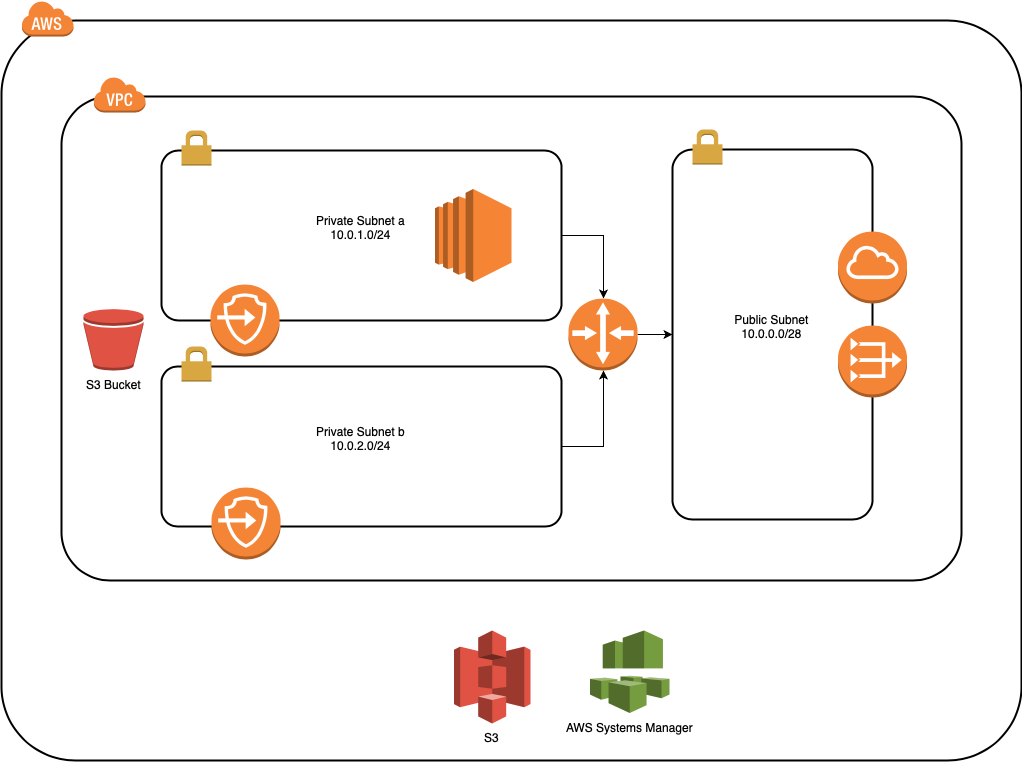 AWS
VPC
Private Subnet a
10.0.1.0/24
S3 Bucket
Private Subnet b
10.0.2.0/24
Public Subnet
10.0.0.0/28
S3
AWS Systems Manager